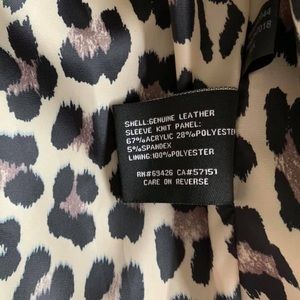 SHELL:GENUINE LEATHER
SLEEVE KNIT PANEL:
67%ACRYLIC 28%POLYESTER
5%SPANDEX
LINING:100%POLYESTER
RN#69426 CA#57151
CARE ON REVERSE